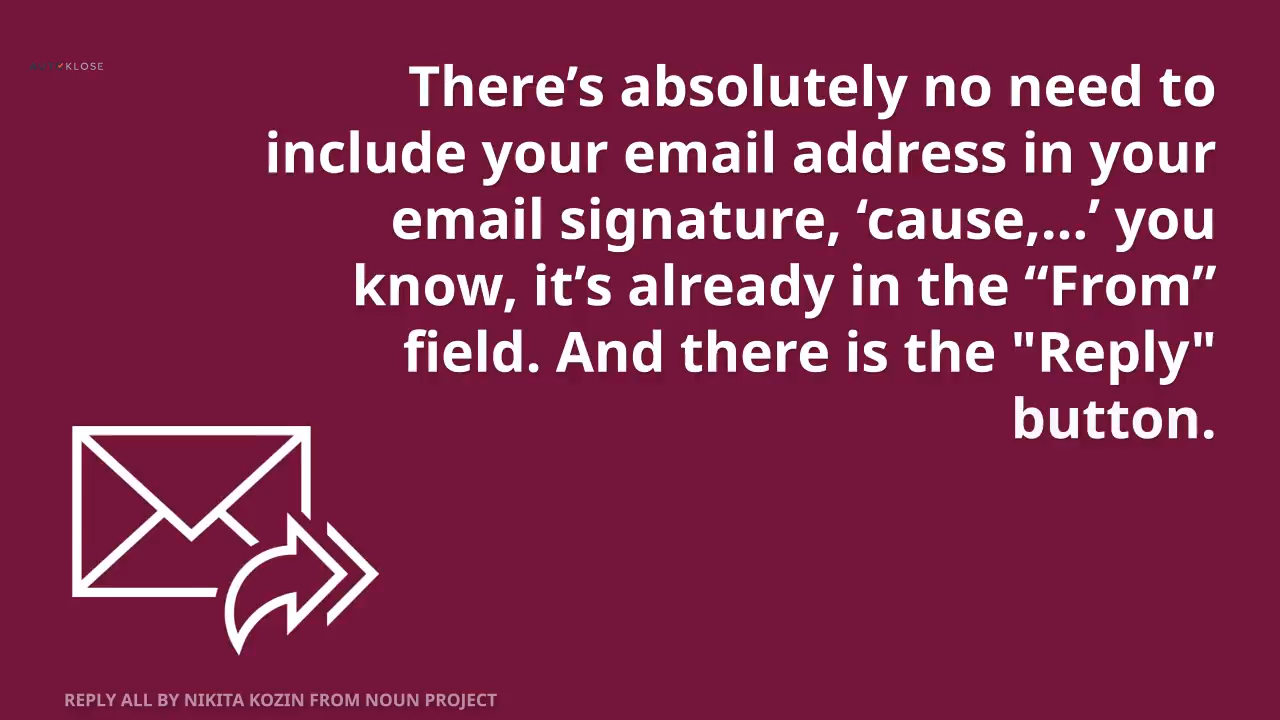 KLOSE
There’s absolutely no need to
include your email address in your
email signature, ‘cause,...’ you
know, it’s already in the “From”
field. And there is the "Reply"
button.
REPLY ALL BY NIKITA KOZIN FROM NOUN PROJECT